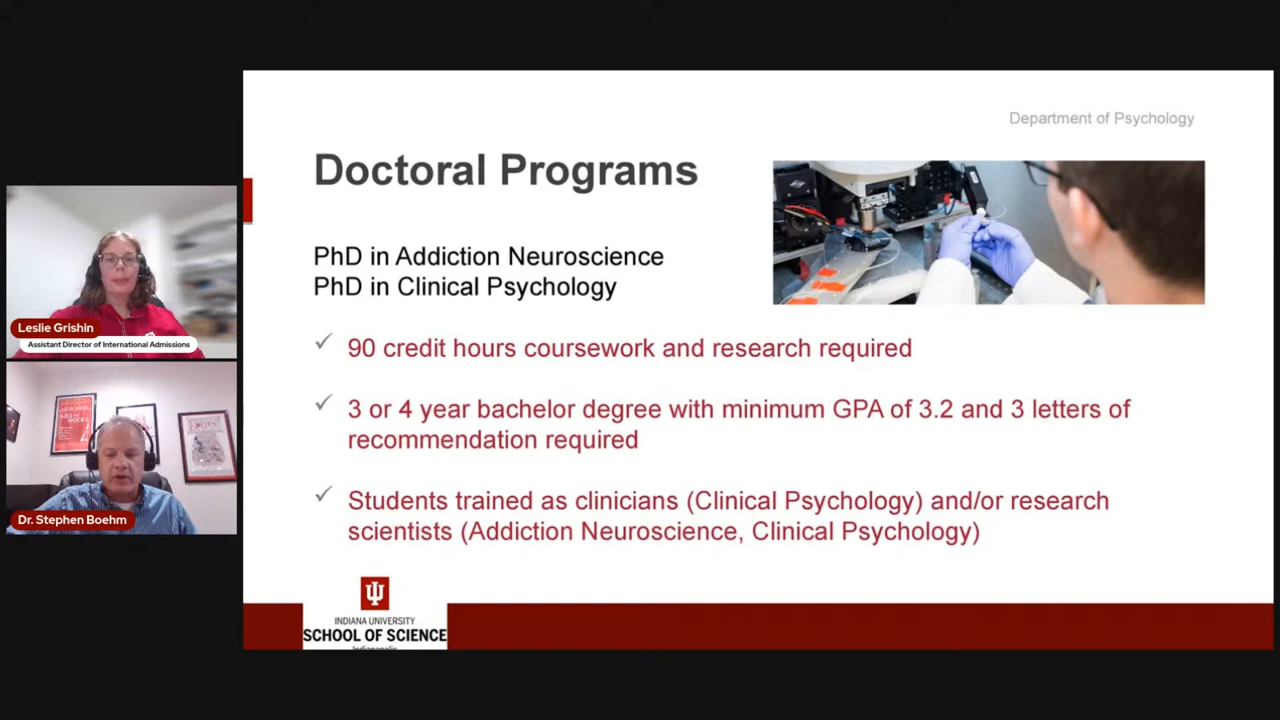 Department of Psychology
Doctoral Programs
PhD in Addiction Neuroscience
PhD in Clinical Psychology
90 credit hours coursework and research required
3 or 4 year bachelor degree with minimum GPA of 3.2 and 3 letters of
recommendation required
Students trained as clinicians (Clinical Psychology) and/or research
scientists (Addiction Neuroscience, Clinical Psychology)
INDIANA UNIVERSITY
SCHOOL OF SCIENCE
Indianapolis
Leslie Grishin
Assistant Director of International Admissions
Dr. Stephen Boehm